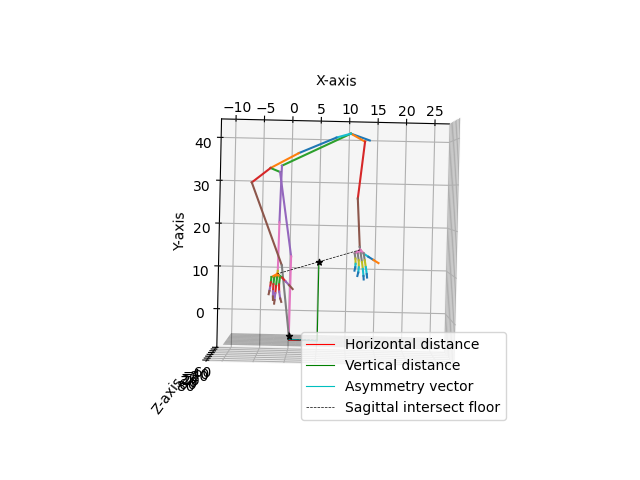 X-axis
−10 −5 0 5 10 15 20 25
40
30
Y-axis
20
10
0
Z-axis
60
Horizontal distance
Vertical distance
Asymmetry vector
Sagittal intersect floor